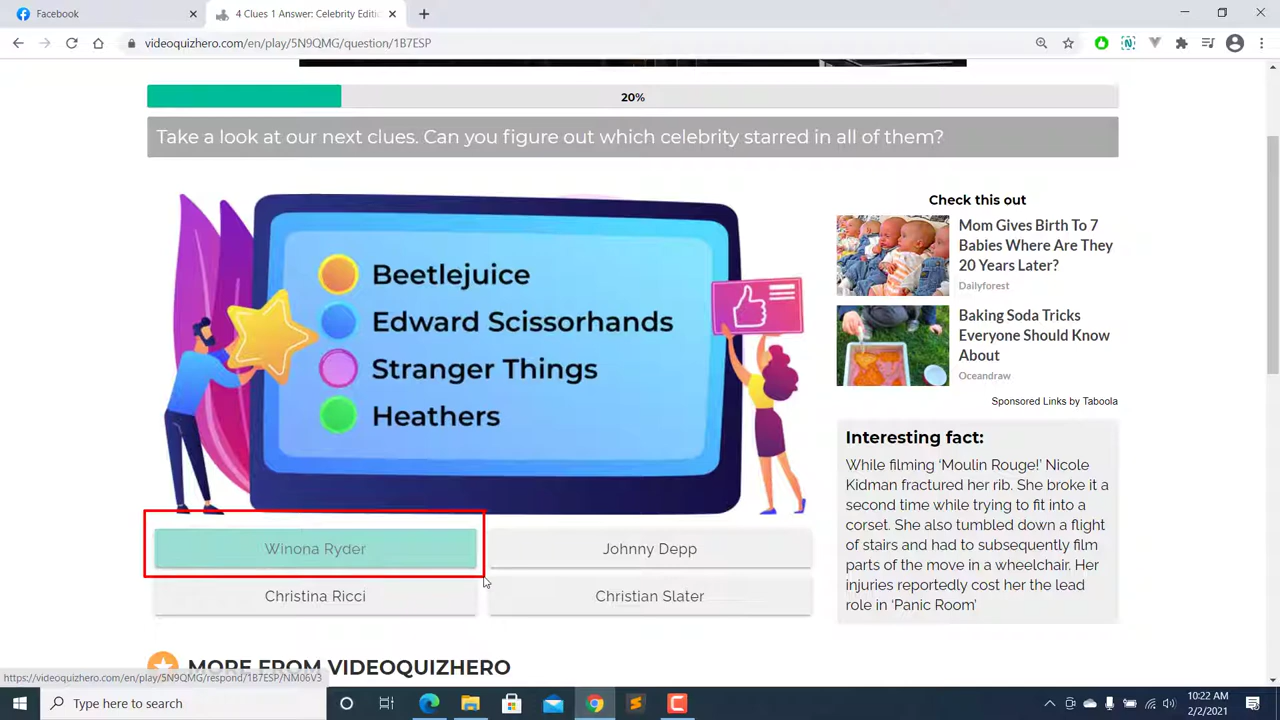 Facebook
4 Clues 1 Answer: Celebrity Editi
videoquizhero.com/en/play/5N9QMG/question/1B7ESP
20%
Take a look at our next clues. Can you figure out which celebrity starred in all of them?
Beetlejuice
Edward Scissorhands
Stranger Things
Heathers
Winona Ryder
Johnny Depp
Christina Ricci
Christian Slater
Check this out
Mom Gives Birth To 7
Babies Where Are They
20 Years Later?
Dailyforest
Baking Soda Tricks
Everyone Should Know
About
Oceandraw
Sponsored Links by Taboola
Interesting fact:
While filming ‘Moulin Rouge!’ Nicole
Kidman fractured her rib. She broke it a
second time while trying to fit into a
corset. She also tumbled down a flight
of stairs and had to subsequently film
parts of the move in a wheelchair. Her
injuries reportedly cost her the lead
role in ‘Panic Room’
MORE FROM VIDEOQUIZHERO
https://videoquizhero.com/en/play/5N9QMG/respond/1B7ESP/NM06V3
Type here to search
10:22 AM
2/2/2021